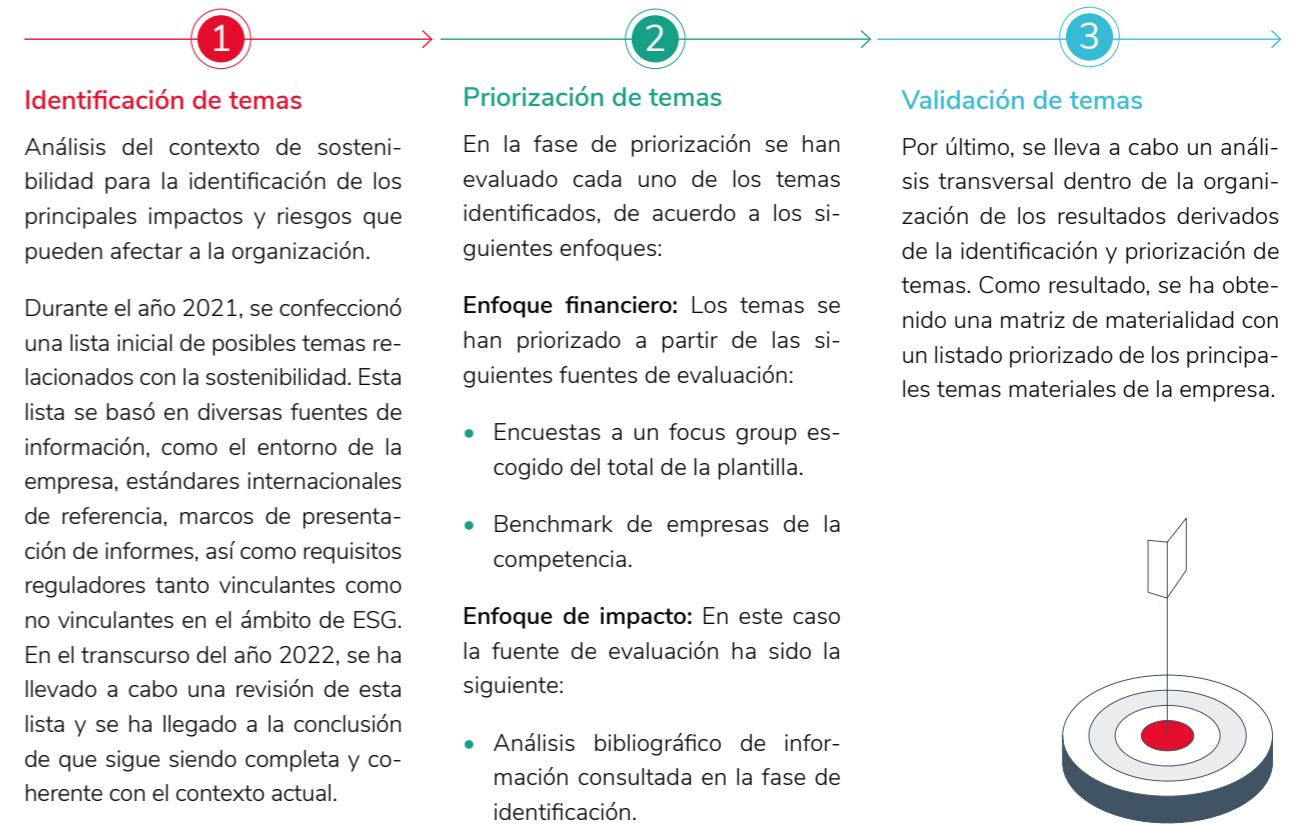 1
Identificación de temas
Análisis del contexto de sosteni-
bilidad para la identificación de los
principales impactos y riesgos que
pueden afectar a la organización.
Durante el año 2021, se confeccionó
una lista inicial de posibles temas re-
lacionados con la sostenibilidad. Esta
lista se basó en diversas fuentes de
información, como el entorno de la
empresa, estándares internacionales
de referencia, marcos de presenta-
ción de informes, así como requisitos
reguladores tanto vinculantes como
no vinculantes en el ámbito de ESG.
En el transcurso del año 2022, se ha
llevado a cabo una revisión de esta
lista y se ha llegado a la conclusión
de que sigue siendo completa y co-
herente con el contexto actual.
2
Priorización de temas
En la fase de priorización se han
evaluado cada uno de los temas
identificados, de acuerdo a los si-
guientes enfoques:
Enfoque financiero: Los temas se
han priorizado a partir de las si-
guientes fuentes de evaluación:
• Encuestas a un focus group es-
cogido del total de la plantilla.
• Benchmark de empresas de la
competencia.
Enfoque de impacto: En este caso
la fuente de evaluación ha sido la
siguiente:
• Análisis bibliográfico de infor-
mación consultada en la fase de
identificación.
3
Validación de temas
Por último, se lleva a cabo un análi-
sis transversal dentro de la organi-
zación de los resultados derivados
de la identificación y priorización de
temas. Como resultado, se ha obte-
nido una matriz de materialidad con
un listado priorizado de los principa-
les temas materiales de la empresa.